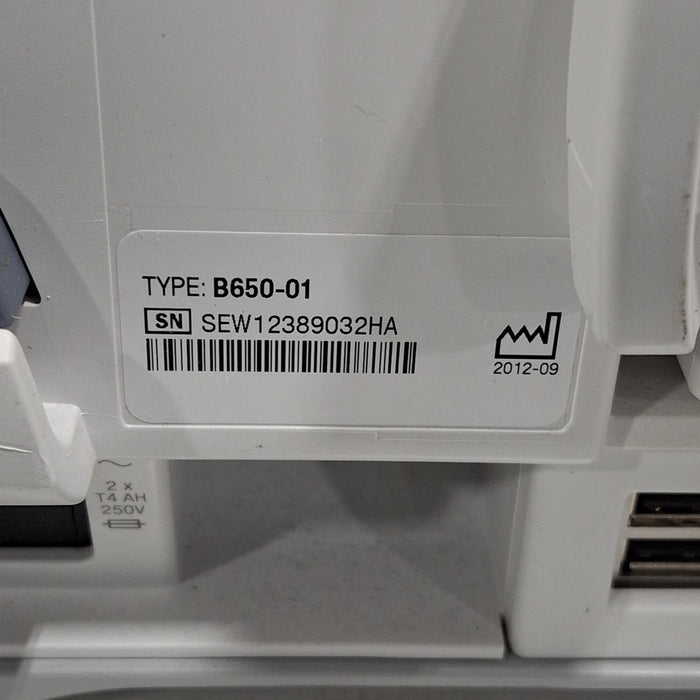 TYPE: B650-01
SN SEW12389032HA
2012-09
2 x
T4 AH
250V